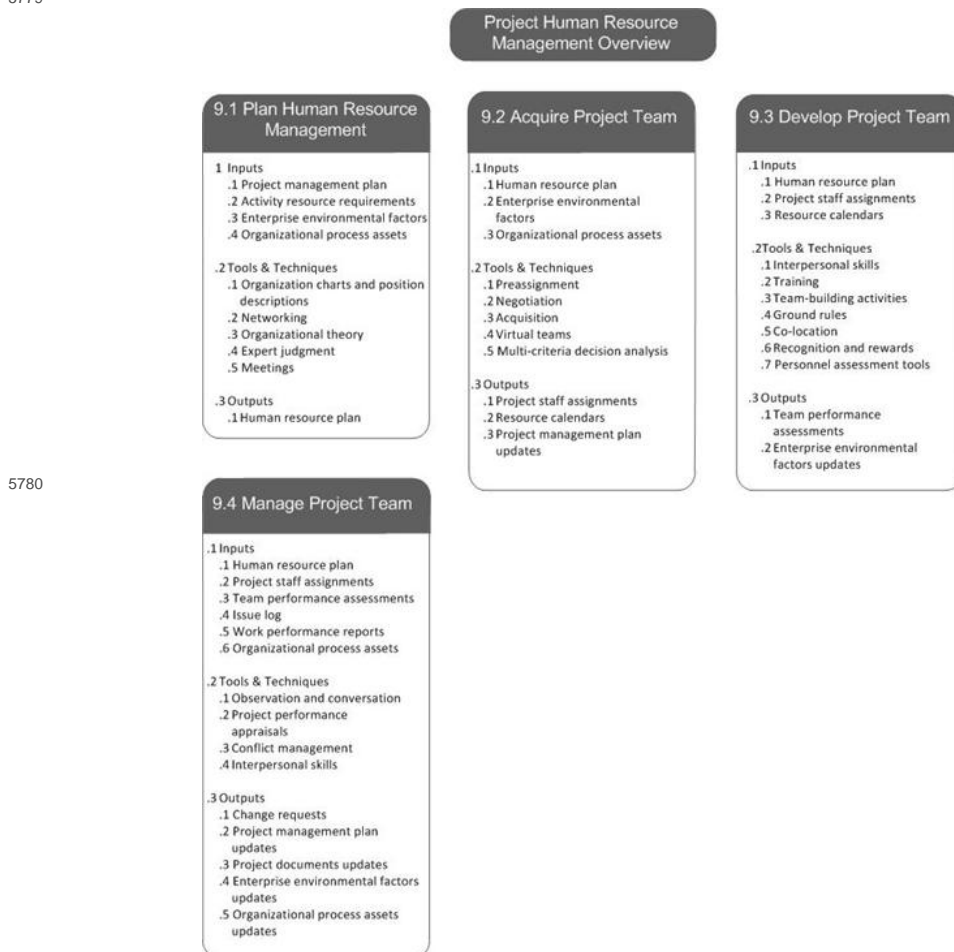 Project Human Resource
Management Overview
9.1 Plan Human Resource
Management
1 Inputs
.1 Project management plan
.2 Activity resource requirements
.3 Enterprise environmental factors
.4 Organizational process assets
.2 Tools & Techniques
.1 Organization charts and position
descriptions
.2 Networking
.3 Organizational theory
.4 Expert judgment
.5 Meetings
.3 Outputs
.1 Human resource plan
9.2 Acquire Project Team
.1 Inputs
.1 Human resource plan
.2 Enterprise environmental
factors
.3 Organizational process assets
.2 Tools & Techniques
.1 Preassignment
.2 Negotiation
.3 Acquisition
.4 Virtual teams
.5 Multi-criteria decision analysis
.3 Outputs
.1 Project staff assignments
.2 Resource calendars
.3 Project management plan
updates
9.3 Develop Project Team
.1 Inputs
.1 Human resource plan
.2 Project staff assignments
.3 Resource calendars
.2Tools & Techniques
.1 Interpersonal skills
.2 Training
.3 Team-building activities
.4 Ground rules
.5 Co-location
.6 Recognition and rewards
.7 Personnel assessment tools
.3 Outputs
.1 Team performance
assessments
.2 Enterprise environmental
factors updates
5780
9.4 Manage Project Team
.1 Inputs
.1 Human resource plan
.2 Project staff assignments
.3 Team performance assessments
.4 Issue log
.5 Work performance reports
.6 Organizational process assets
.2 Tools & Techniques
.1 Observation and conversation
.2 Project performance
appraisals
.3 Conflict management
.4 Interpersonal skills
.3 Outputs
.1 Change requests
.2 Project management plan
updates
.3 Project documents updates
.4 Enterprise environmental factors
updates
.5 Organizational process assets
updates